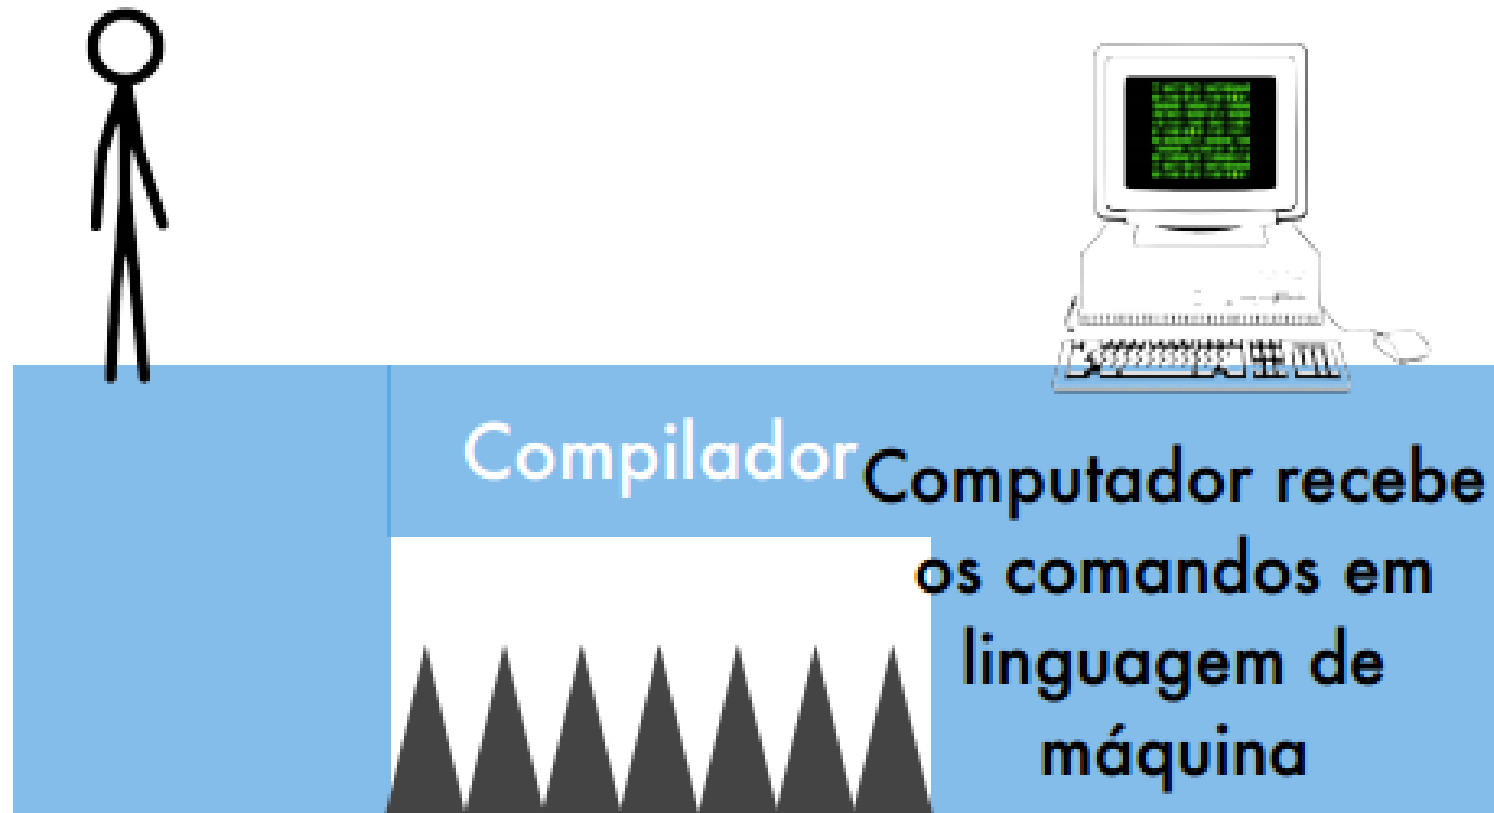 Compilador
Computador recebe
os comandos em
linguagem de
máquina